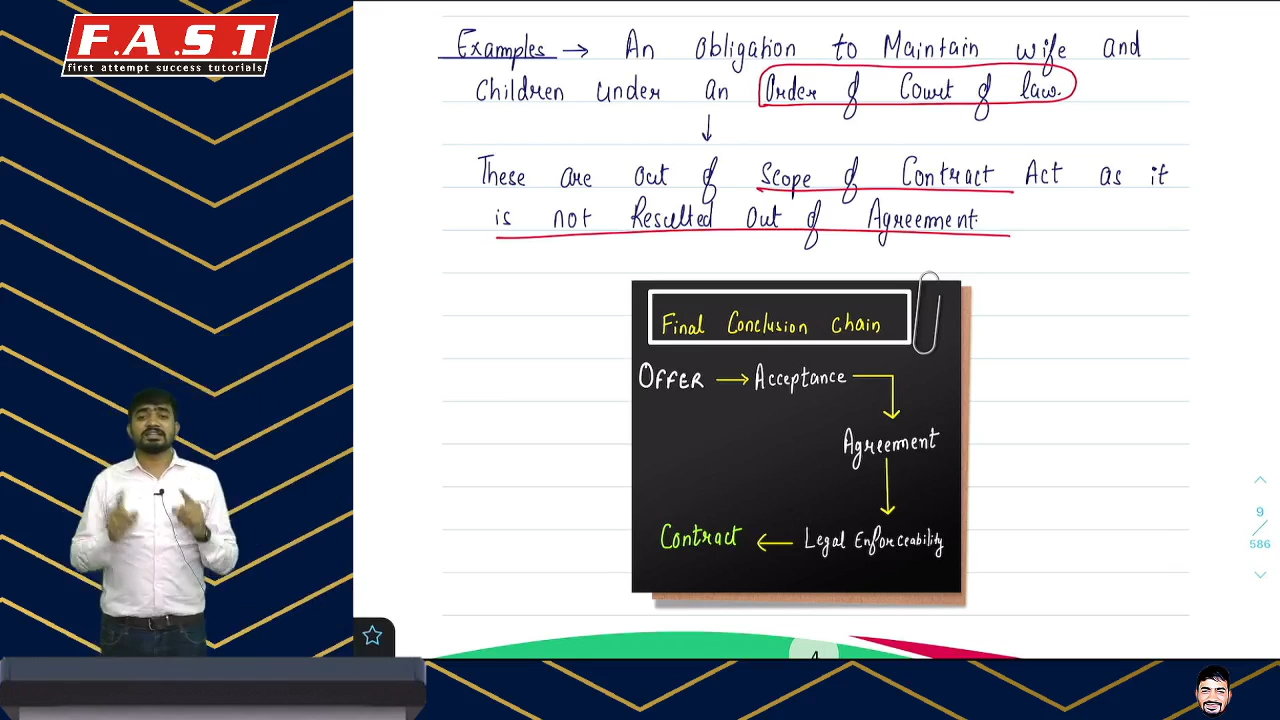 F.A.S.T
first attempt success tutorials
Examples → An obligation to Maintain wife and
Children under an Order of Court of law.
These are out of Scope of Contract Act as it
is not Resulted Out of Agreement.
Final Conclusion Chain
OFFER → Acceptance
Agreement
Contract ← Legal Enforceability
9
586
4